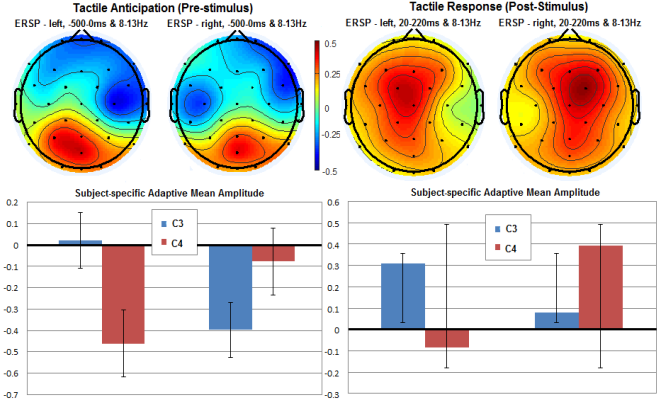 Tactile Anticipation (Pre-stimulus)
ERSP - left, -500-0ms & 8-13Hz
ERSP - right, -500-0ms & 8-13Hz
0.5
0.25
0
-0.25
-0.5
Tactile Response (Post-Stimulus)
ERSP - left, 20-220ms & 8-13Hz
ERSP - right, 20-220ms & 8-13Hz
Subject-specific Adaptive Mean Amplitude
0.2
0.1
0
-0.1
-0.2
-0.3
-0.4
-0.5
-0.6
-0.7
C3
C4
Subject-specific Adaptive Mean Amplitude
0.6
0.5
0.4
0.3
0.2
0.1
0
-0.1
-0.2
-0.3
C3
C4